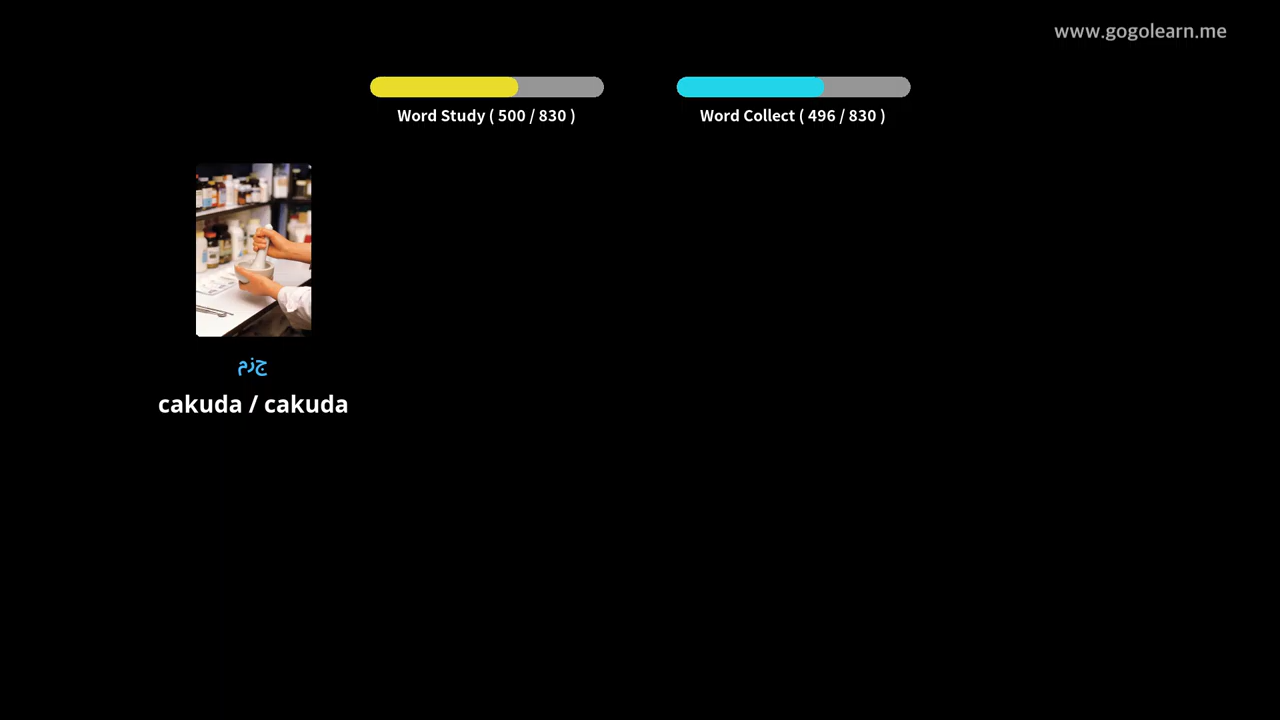 www.gogolearn.me
Word Study ( 500 / 830 )
Word Collect ( 496 / 830 )
جزم
cakuda / cakuda